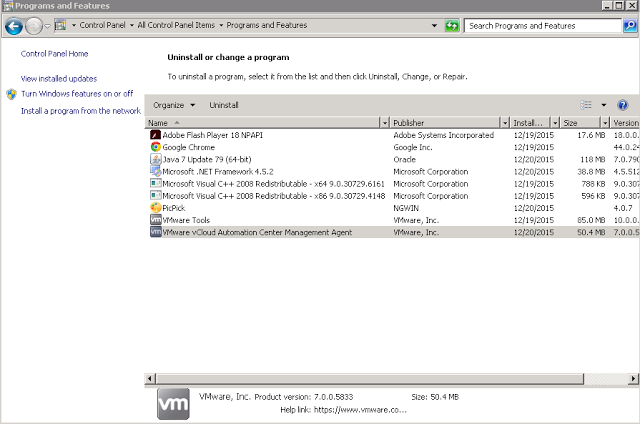 Programs and Features
Control Panel All Control Panel Items Programs and Features Search Programs and Features
Control Panel Home
View installed updates
Turn Windows features on or off
Install a program from the network
Uninstall or change a program
To uninstall a program, select it from the list and then click Uninstall, Change, or Repair.
Organize Uninstall
Name Publisher Install... Size Version
Adobe Flash Player 18 NPAPI Adobe Systems Incorporated 12/19/2015 17.6 MB 18.0.0.
Google Chrome Google Inc. 12/19/2015 44.0.24
Java 7 Update 79 (64-bit) Oracle 12/20/2015 118 MB 7.0.790
Microsoft .NET Framework 4.5.2 Microsoft Corporation 12/20/2015 38.8 MB 4.5.512
Microsoft Visual C++ 2008 Redistributable - x64 9.0.30729.6161 Microsoft Corporation 12/19/2015 788 KB 9.0.307
Microsoft Visual C++ 2008 Redistributable - x86 9.0.30729.4148 Microsoft Corporation 12/19/2015 596 KB 9.0.307
PicPick NGWIN 12/20/2015 4.0.7
VMware Tools VMware, Inc. 12/19/2015 85.0 MB 10.0.0.
VMware vCloud Automation Center Management Agent VMware, Inc. 12/20/2015 50.4 MB 7.0.0.5
vm VMware, Inc. Product version: 7.0.0.5833 Size: 50.4 MB
Help link: https://www.vmware.co...